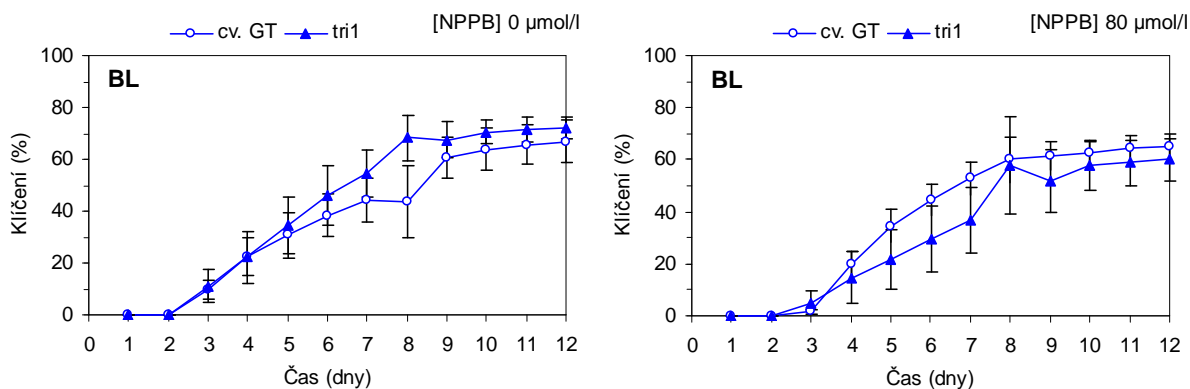 cv. GT tri1 [NPPB] 0 µmol/l
BL
Klíčení (%)
100
80
60
40
20
0
0 1 2 3 4 5 6 7 8 9 10 11 12
Čas (dny)
cv. GT tri1 [NPPB] 80 µmol/l
BL
Klíčení (%)
100
80
60
40
20
0
0 1 2 3 4 5 6 7 8 9 10 11 12
Čas (dny)